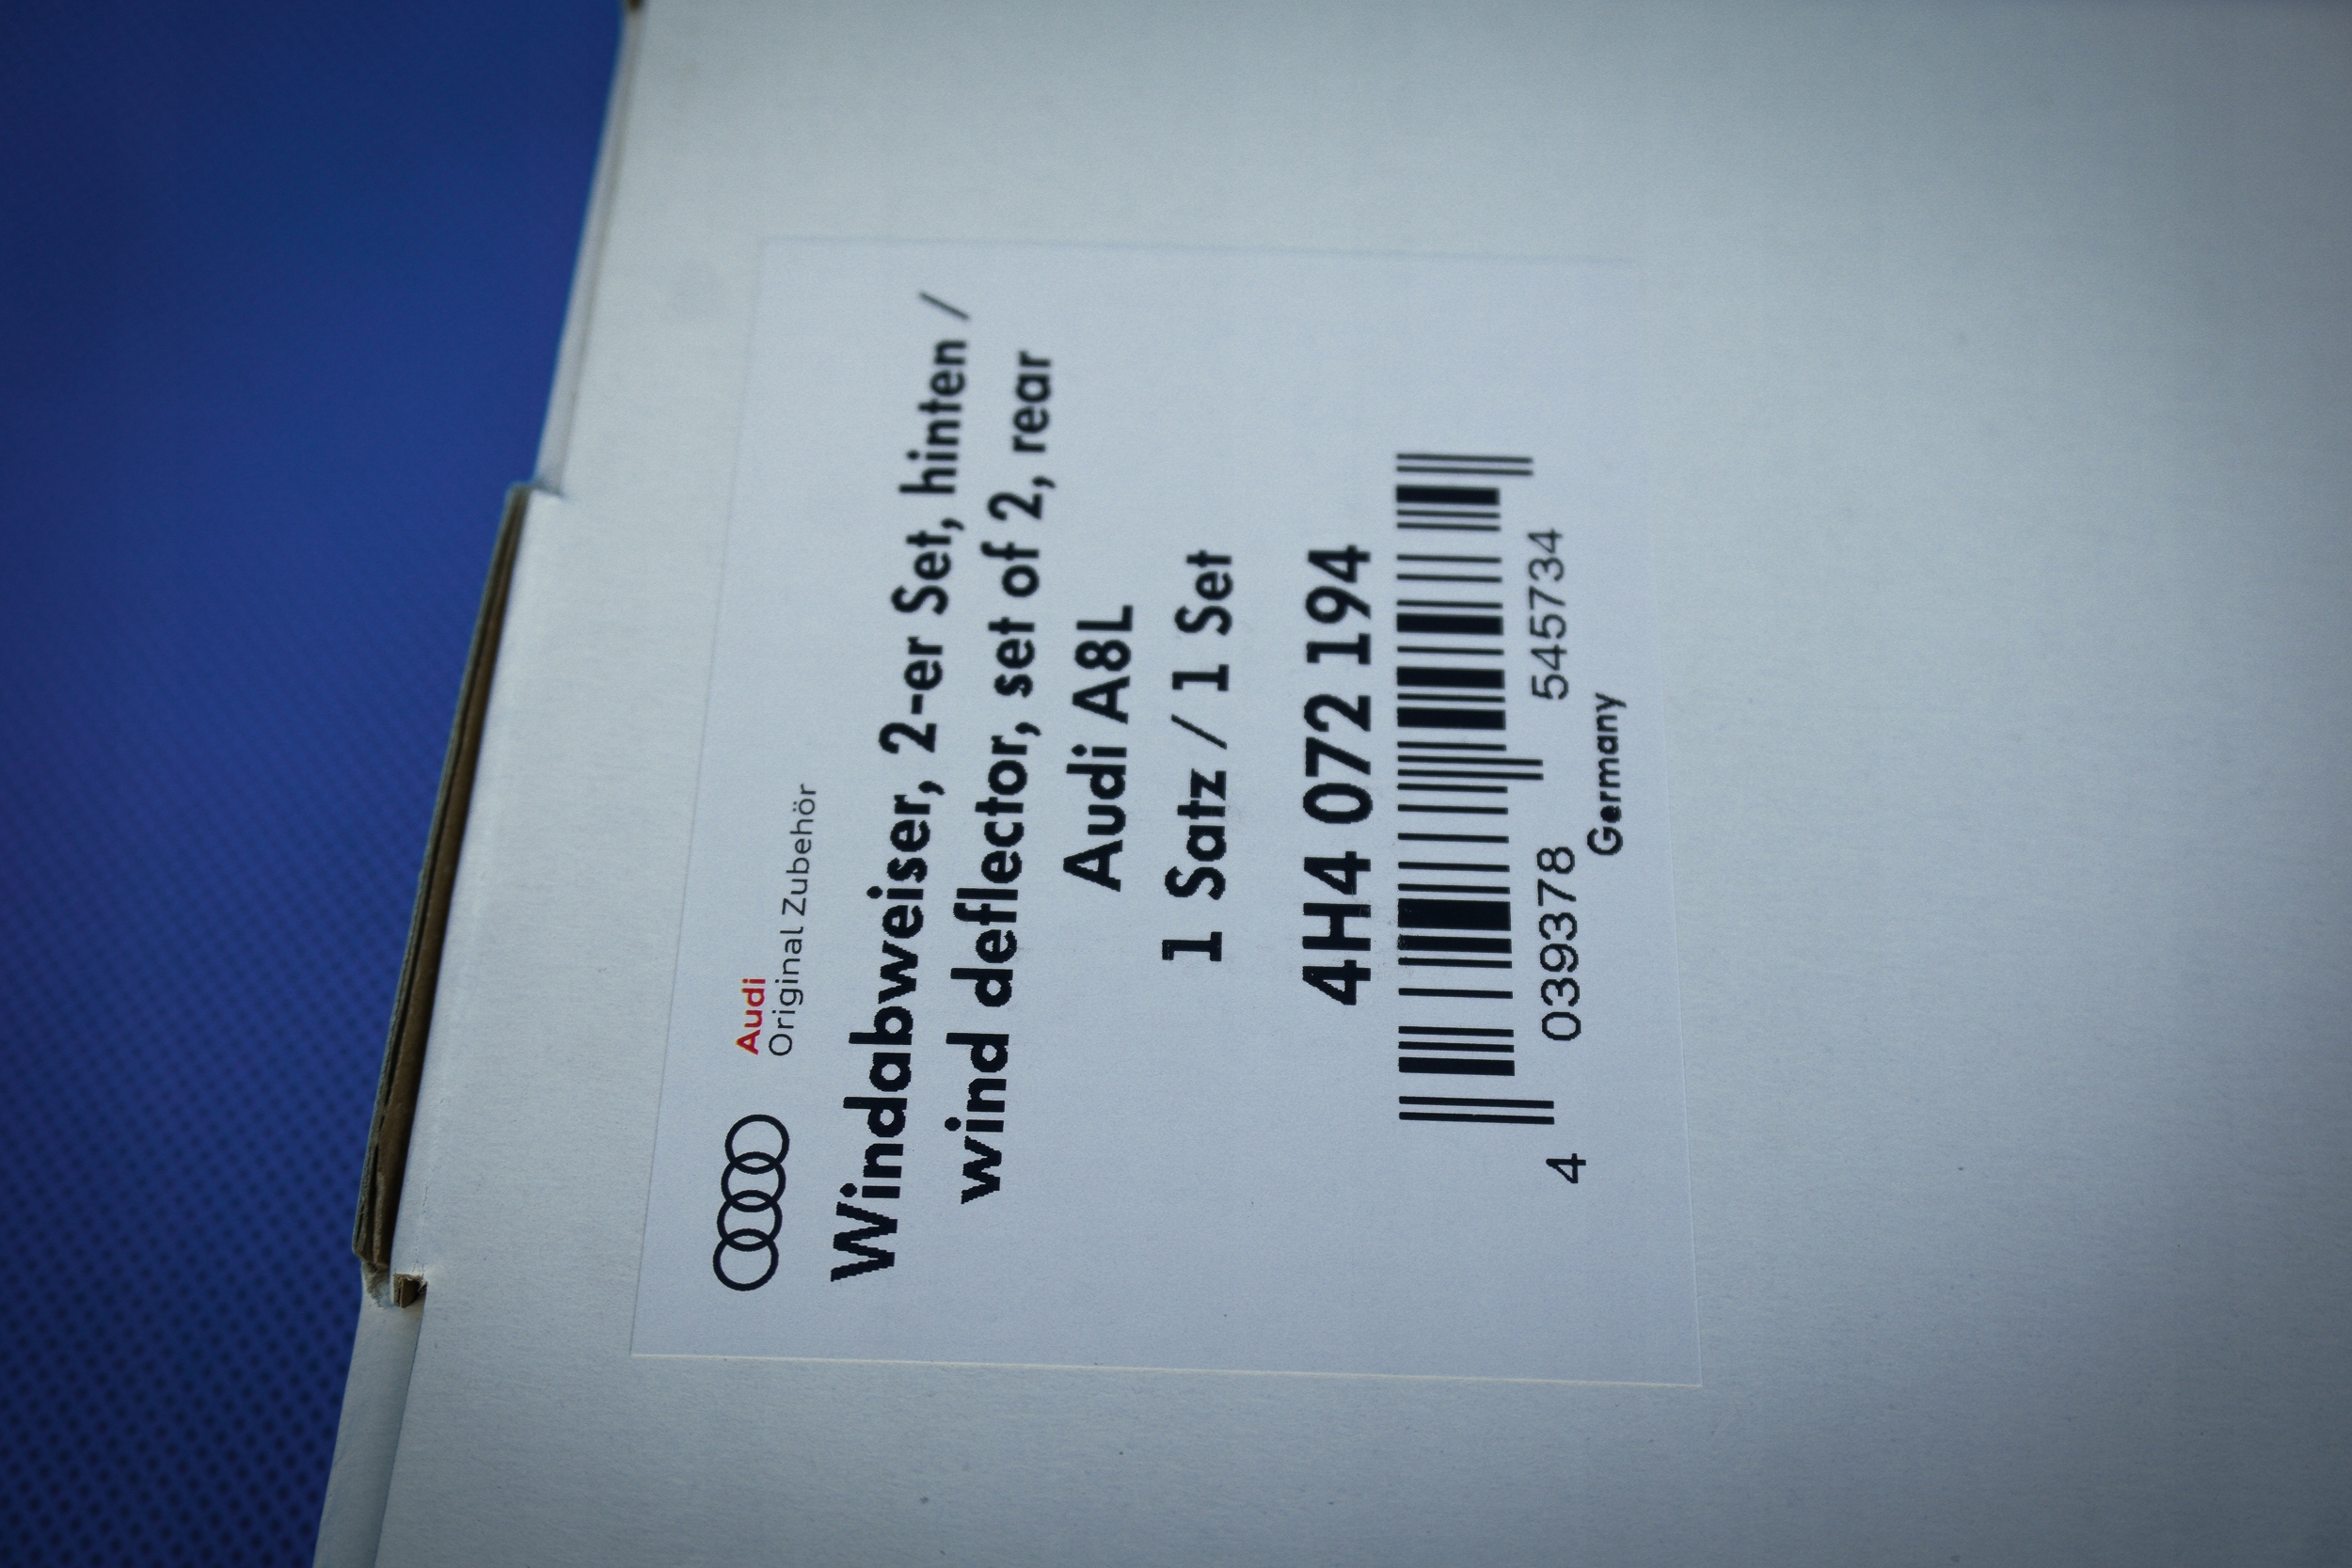 Audi
Original Zubehör
Windabweiser, 2-er Set, hinten /
wind deflector, set of 2, rear
Audi A8L
1 Satz / 1 Set
4H4 072 194
4 039378 545734
Germany